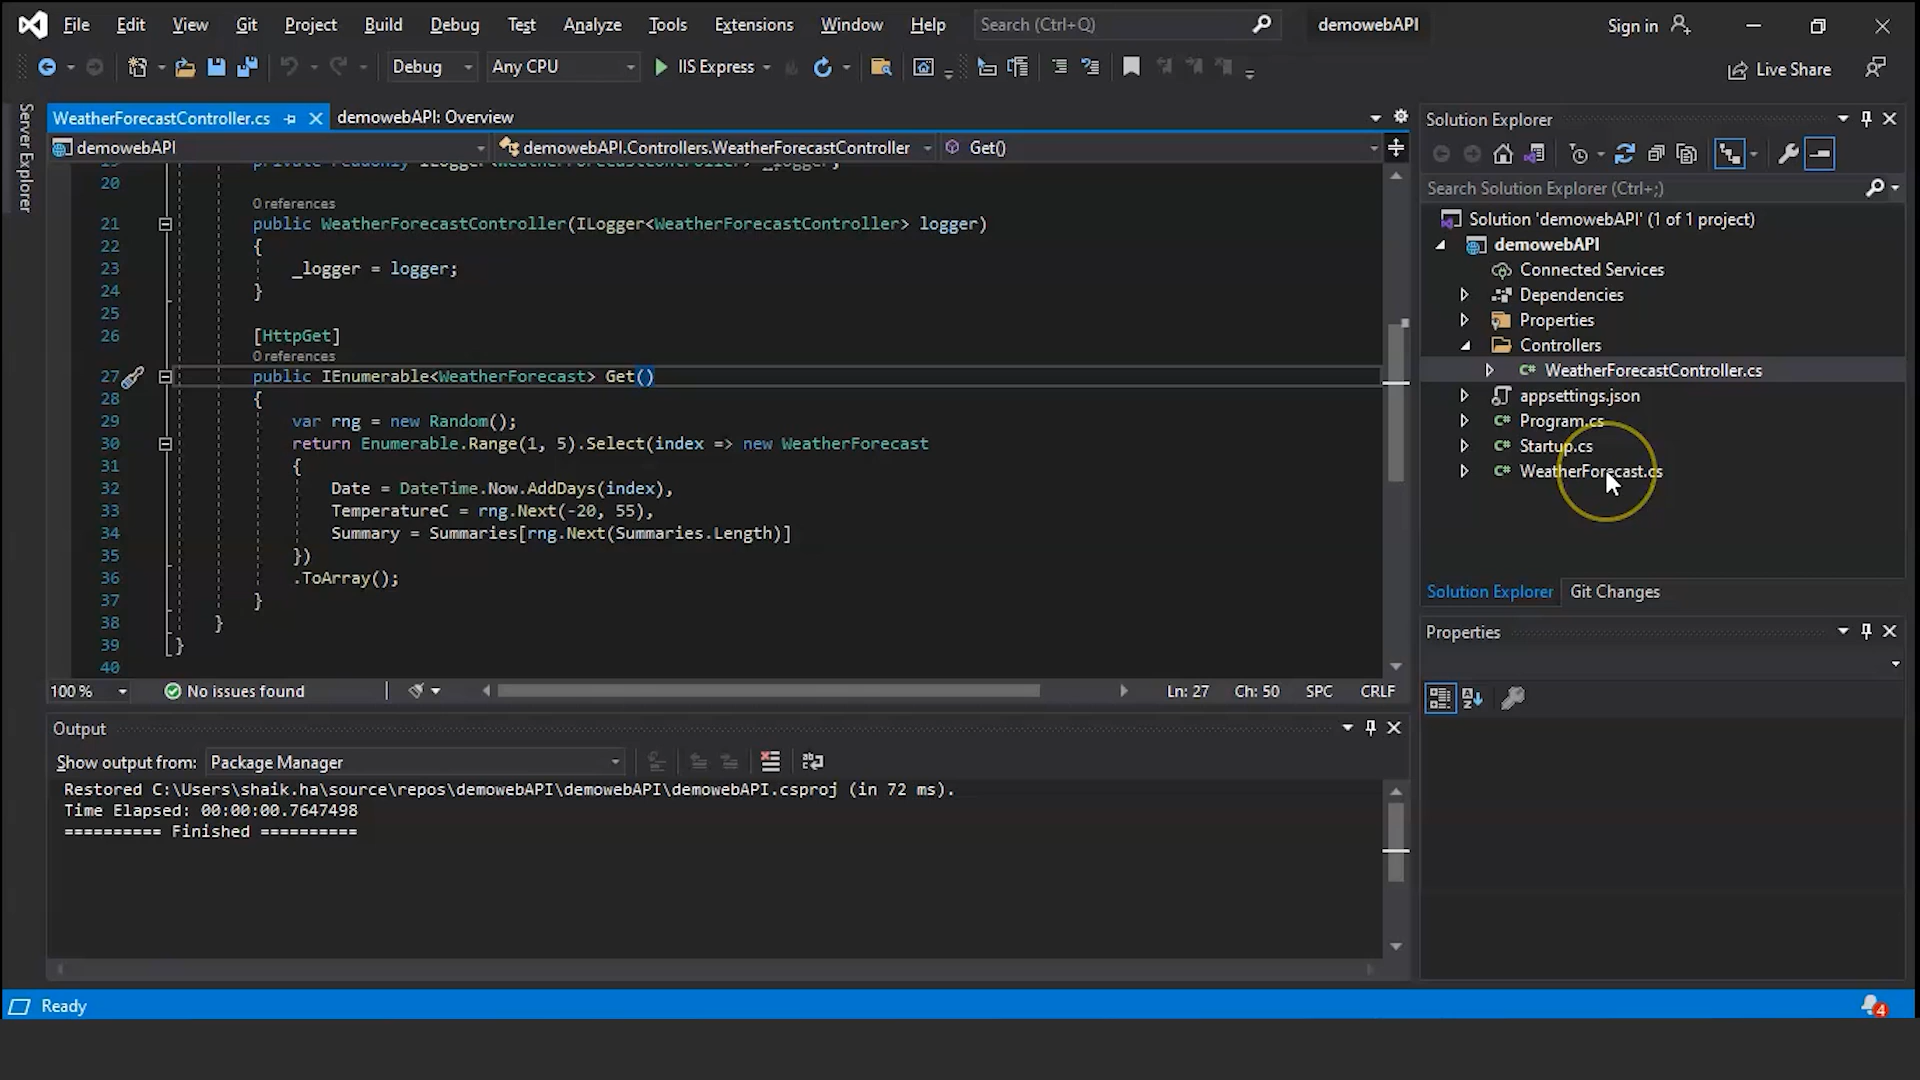 File Edit View Git Project Build Debug Test Analyze Tools Extensions Window Help Search (Ctrl+Q) demowebAPI Sign in
Debug Any CPU IIS Express Live Share
Server Explorer
WeatherForecastController.cs demowebAPI: Overview
demowebAPI demowebAPI.Controllers.WeatherForecastController Get()
19 private readonly ILogger<WeatherForecastController> _logger;
20
0 references
21 public WeatherForecastController(ILogger<WeatherForecastController> logger)
22 {
23 _logger = logger;
24 }
25
26 [HttpGet]
0 references
27 public IEnumerable<WeatherForecast> Get()
28 {
29 var rng = new Random();
30 return Enumerable.Range(1, 5).Select(index => new WeatherForecast
31 {
32 Date = DateTime.Now.AddDays(index),
33 TemperatureC = rng.Next(-20, 55),
34 Summary = Summaries[rng.Next(Summaries.Length)]
35 })
36 .ToArray();
37 }
38 }
39 }
40
100 % No issues found Ln: 27 Ch: 50 SPC CRLF
Output
Show output from: Package Manager
Restored C:\Users\shaik.ha\source\repos\demowebAPI\demowebAPI\demowebAPI.csproj (in 72 ms).
Time Elapsed: 00:00:00.7647498
========== Finished ==========
Solution Explorer
Search Solution Explorer (Ctrl+;)
Solution 'demowebAPI' (1 of 1 project)
demowebAPI
Connected Services
Dependencies
Properties
Controllers
C# WeatherForecastController.cs
appsettings.json
C# Program.cs
C# Startup.cs
C# WeatherForecast.cs
Solution Explorer Git Changes
Properties
Ready 4